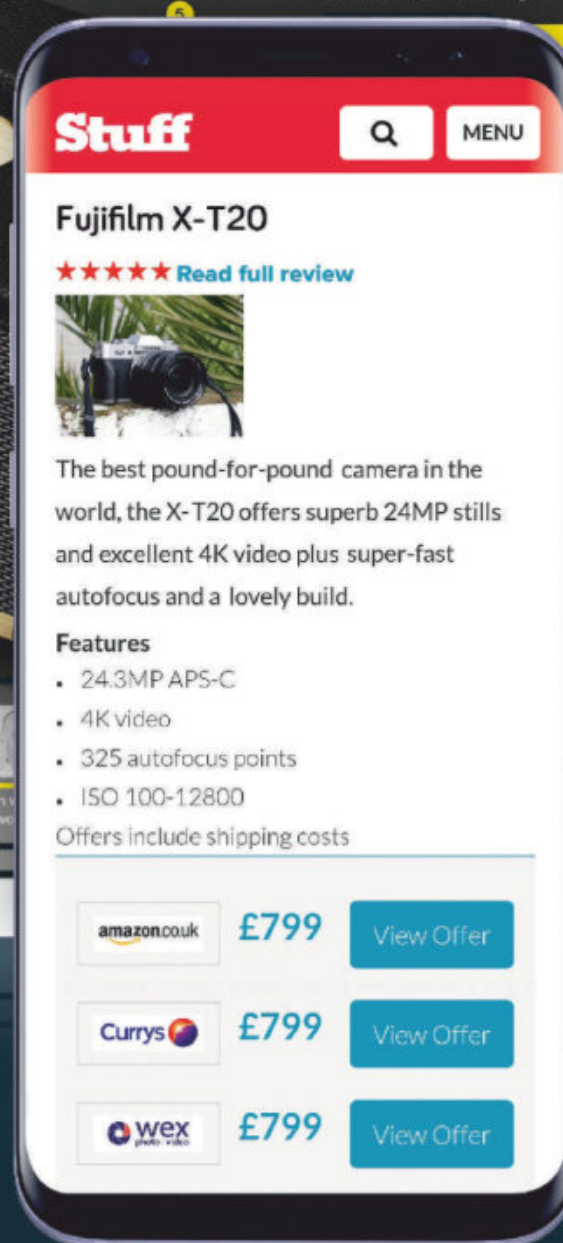 5
Stuff
MENU
Fujifilm X-T20
★★★★★ Read full review
The best pound-for-pound camera in the
world, the X-T20 offers superb 24MP stills
and excellent 4K video plus super-fast
autofocus and a lovely build.
Features
• 24.3MP APS-C
• 4K video
• 325 autofocus points
• ISO 100-12800
Offers include shipping costs
amazon.co.uk £799 View Offer
Currys £799 View Offer
wex photo · video £799 View Offer